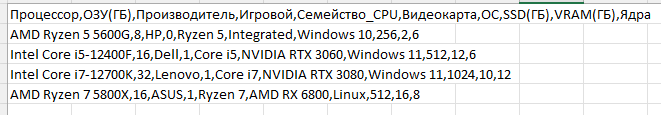 Процессор,ОЗУ(ГБ),Производитель,Игровой,Семейство_CPU,Видеокарта,ОС,SSD(ГБ),VRAM(ГБ),Ядра
AMD Ryzen 5 5600G,8,HP,0,Ryzen 5,Integrated,Windows 10,256,2,6
Intel Core i5-12400F,16,Dell,1,Core i5,NVIDIA RTX 3060,Windows 11,512,12,6
Intel Core i7-12700K,32,Lenovo,1,Core i7,NVIDIA RTX 3080,Windows 11,1024,10,12
AMD Ryzen 7 5800X,16,ASUS,1,Ryzen 7,AMD RX 6800,Linux,512,16,8